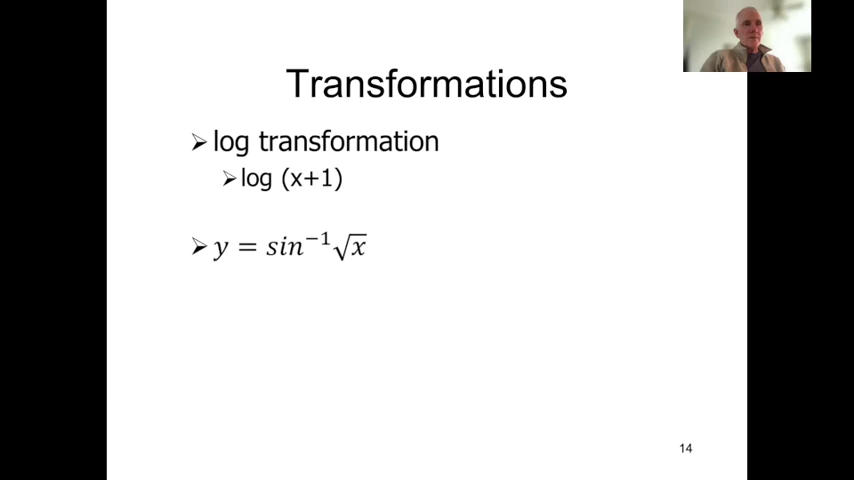 Transformations
➢ log transformation
➢ log (x+1)
➢ y = sin⁻¹√x
14